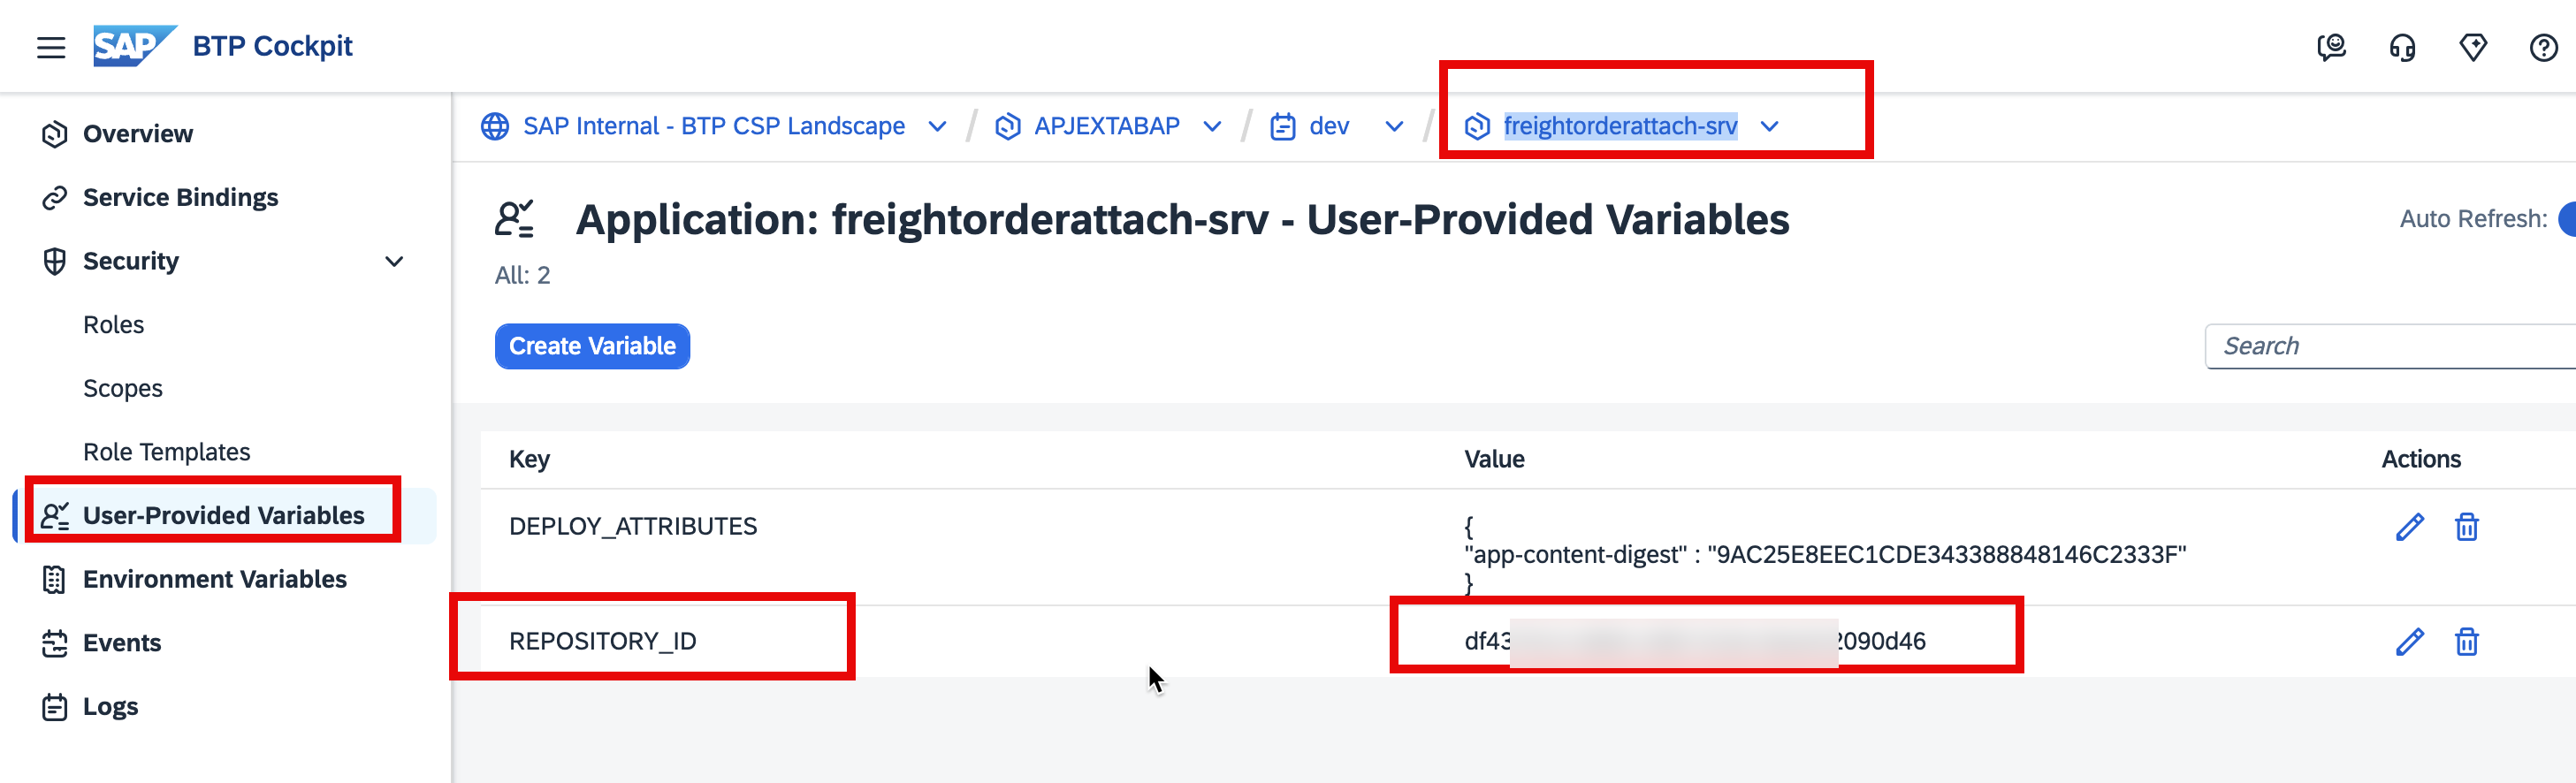 SAP BTP Cockpit
Overview
Service Bindings
Security
Roles
Scopes
Role Templates
User-Provided Variables
Environment Variables
Events
Logs
SAP Internal - BTP CSP Landscape / APJEXTABAP / dev / freightorderattach-srv
Application: freightorderattach-srv - User-Provided Variables
Auto Refresh:
All: 2
Create Variable
Search
Key Value Actions
DEPLOY_ATTRIBUTES {
"app-content-digest" : "9AC25E8EEC1CDE343388848146C2333F"
}
REPOSITORY_ID df43 2090d46